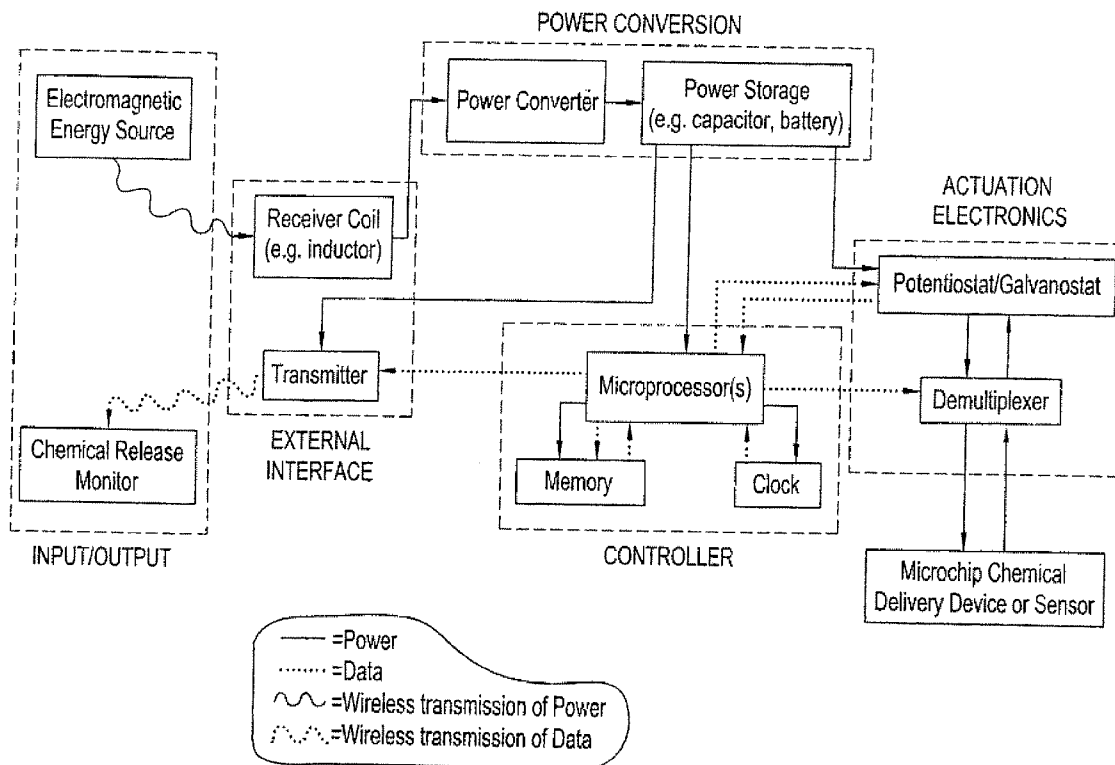 POWER CONVERSION
Electromagnetic
Energy Source
Power Converter
Power Storage
(e.g. capacitor, battery)
Receiver Coil
(e.g. inductor)
ACTUATION
ELECTRONICS
Potentiostat/Galvanostat
Transmitter
Microprocessor(s)
Demultiplexer
Chemical Release
Monitor
EXTERNAL
INTERFACE
Memory
Clock
INPUT/OUTPUT
CONTROLLER
Microchip Chemical
Delivery Device or Sensor
=Power
=Data
=Wireless transmission of Power
=Wireless transmission of Data